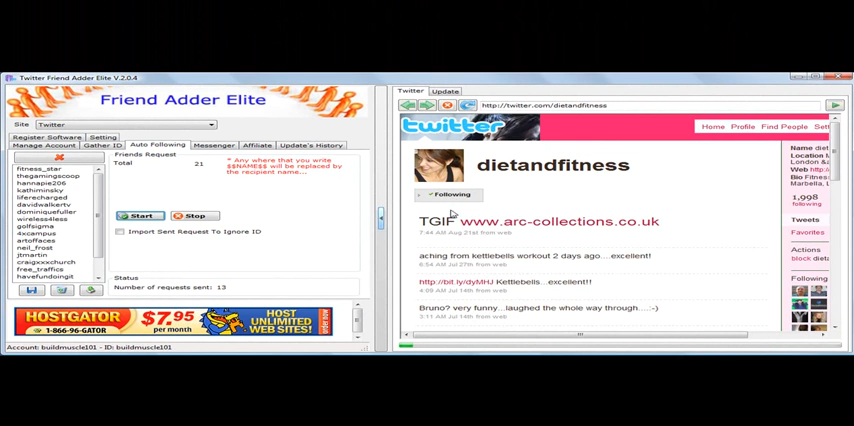 Twitter Friend Adder Elite V.2.0.4
Friend Adder Elite
Site Twitter
Register Software Setting
Manage Account Gather ID Auto Following Messenger Affiliate Update's History
Friends Request
Total 21
* Any where that you write
$$NAME$$ will be replaced by
the recipient name...
fitness_star
thegamingscoop
hannapie206
kathiminsky
liferecharged
davidwalkertv
dominiquefuller
wireless4less
golfsigma
4xcampus
artoffaces
neil_frost
jtmartin
craigxxxchurch
free_traffics
havefundoingit
Start Stop
Import Sent Request To Ignore ID
Status
Number of requests sent: 13
HOSTGATOR
1-866-96-GATOR
$7.95
per month
HOST
UNLIMITED
WEB SITES!
order now
Account: buildmuscle101 - ID: buildmuscle101
Twitter Update
http://twitter.com/dietandfitness
twitter
Home Profile Find People Sett
dietandfitness
Following
TGIF www.arc-collections.co.uk
7:44 AM Aug 21st from web
aching from kettlebells workout 2 days ago....excellent!
6:54 AM Jul 27th from web
http://bit.ly/dyMHJ Kettlebells...excellent!!
4:09 AM Jul 14th from web
Bruno? very funny...laughed the whole way through....:-)
3:11 AM Jul 14th from web
Name diet
Location M
Web http:/
Bio Fitness
Marbella,
1,998
following
Tweets
Favorites
Actions
block diet
Following